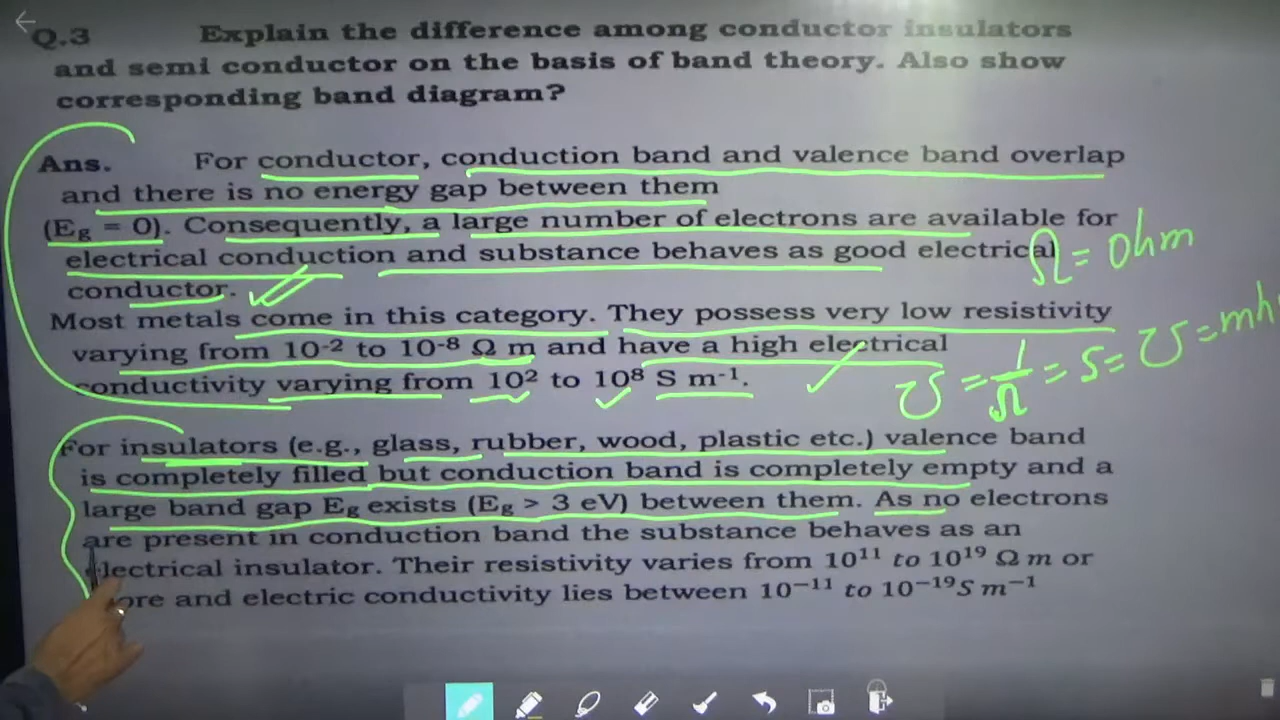 Q.3 Explain the difference among conductor insulators
and semi conductor on the basis of band theory. Also show
corresponding band diagram?
Ans. For conductor, conduction band and valence band overlap
and there is no energy gap between them
(Eg = 0). Consequently, a large number of electrons are available for
electrical conduction and substance behaves as good electrical
conductor.
Ω = Ohm
Most metals come in this category. They possess very low resistivity
varying from 10-2 to 10-8 Ω m and have a high electrical
conductivity varying from 10² to 10⁸ S m-1.
℧ = 1/Ω = S = ℧ = mh
For insulators (e.g., glass, rubber, wood, plastic etc.) valence band
is completely filled but conduction band is completely empty and a
large band gap Eg exists (Eg > 3 eV) between them. As no electrons
are present in conduction band the substance behaves as an
electrical insulator. Their resistivity varies from 10¹¹ to 10¹⁹ Ω m or
ore and electric conductivity lies between 10⁻¹¹ to 10⁻¹⁹S m⁻¹